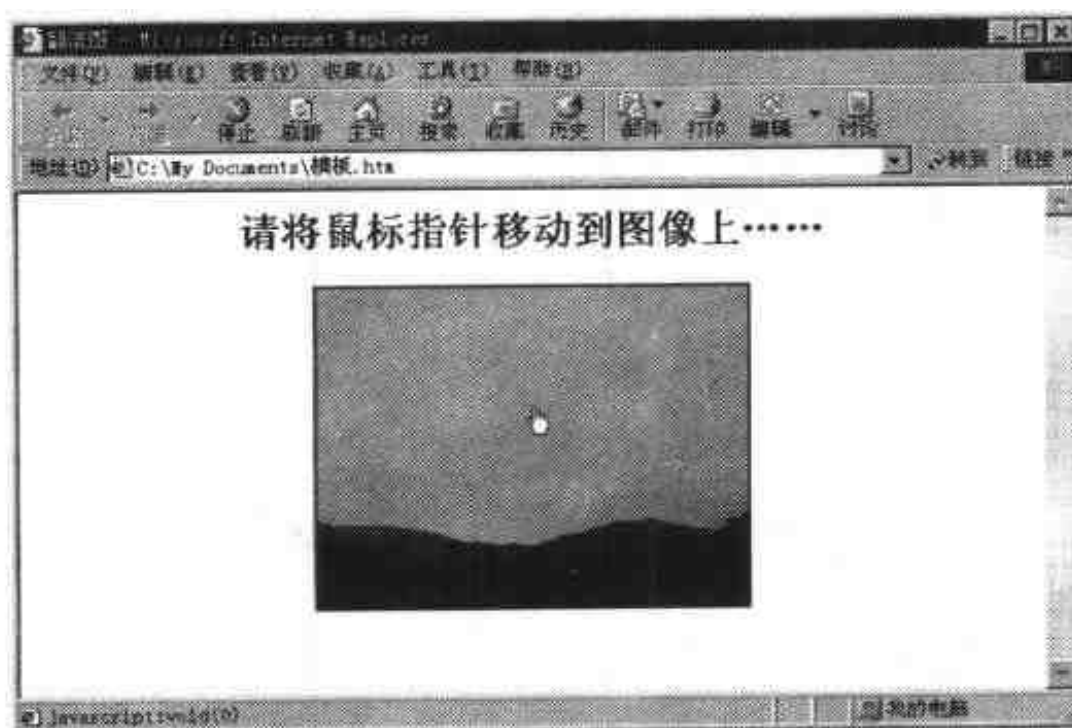 Microsoft Internet Explorer
文件(F) 编辑(E) 查看(V) 收藏(A) 工具(T) 帮助(H)
停止 刷新 主页 搜索 收藏 历史 邮件 打印 编辑 讨论
地址(D) C:\My Documents\模板.htm 转到 链接 »
请将鼠标指针移动到图像上……
javascript:void(0) 我的电脑